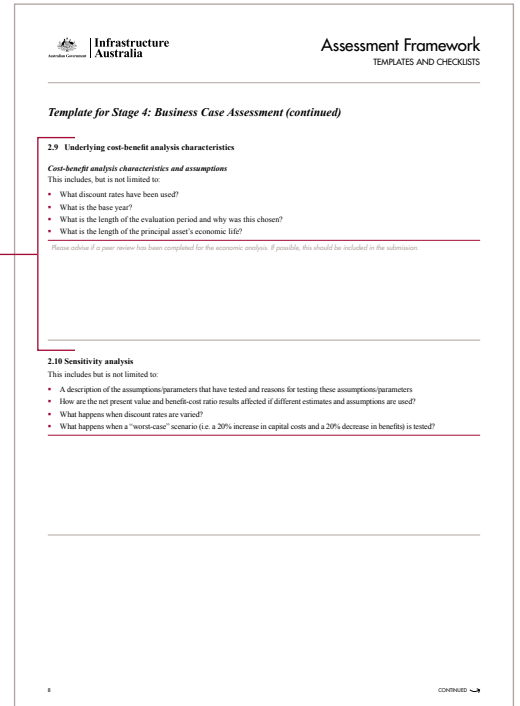 Australian Government
Infrastructure
Australia
Assessment Framework
TEMPLATES AND CHECKLISTS
Template for Stage 4: Business Case Assessment (continued)
2.9 Underlying cost-benefit analysis characteristics
Cost-benefit analysis characteristics and assumptions
This includes, but is not limited to:
• What discount rates have been used?
• What is the base year?
• What is the length of the evaluation period and why was this chosen?
• What is the length of the principal asset's economic life?
Please advise if a peer review has been completed for the economic analysis. If possible, this should be included in the submission.
2.10 Sensitivity analysis
This includes but is not limited to:
• A description of the assumptions/parameters that have tested and reasons for testing these assumptions/parameters
• How are the net present value and benefit-cost ratio results affected if different estimates and assumptions are used?
• What happens when discount rates are varied?
• What happens when a "worst-case" scenario (i.e. a 20% increase in capital costs and a 20% decrease in benefits) is tested?
8
CONTINUED